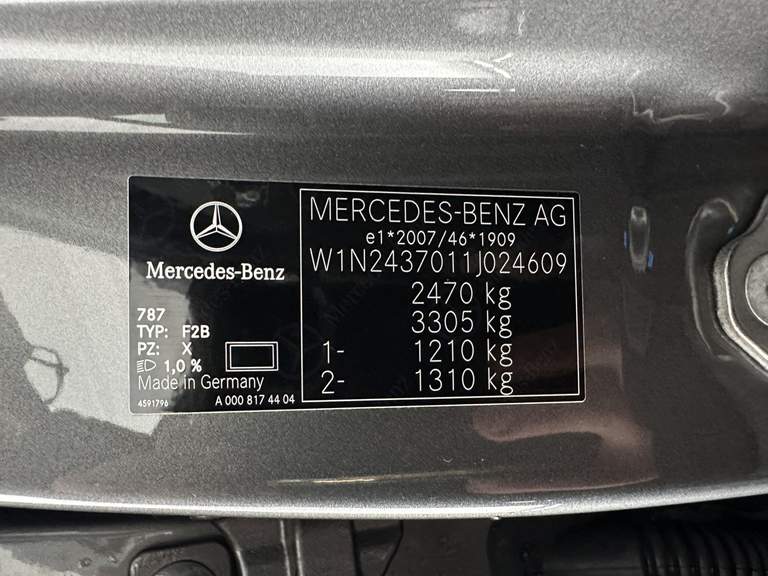 Mercedes-Benz
787
TYP: F2B
PZ: X
1,0 %
Made in Germany
4591796
A 000 817 44 04
MERCEDES-BENZ AG
e1*2007/46*1909
W1N2437011J024609
2470 kg
3305 kg
1- 1210 kg
2- 1310 kg